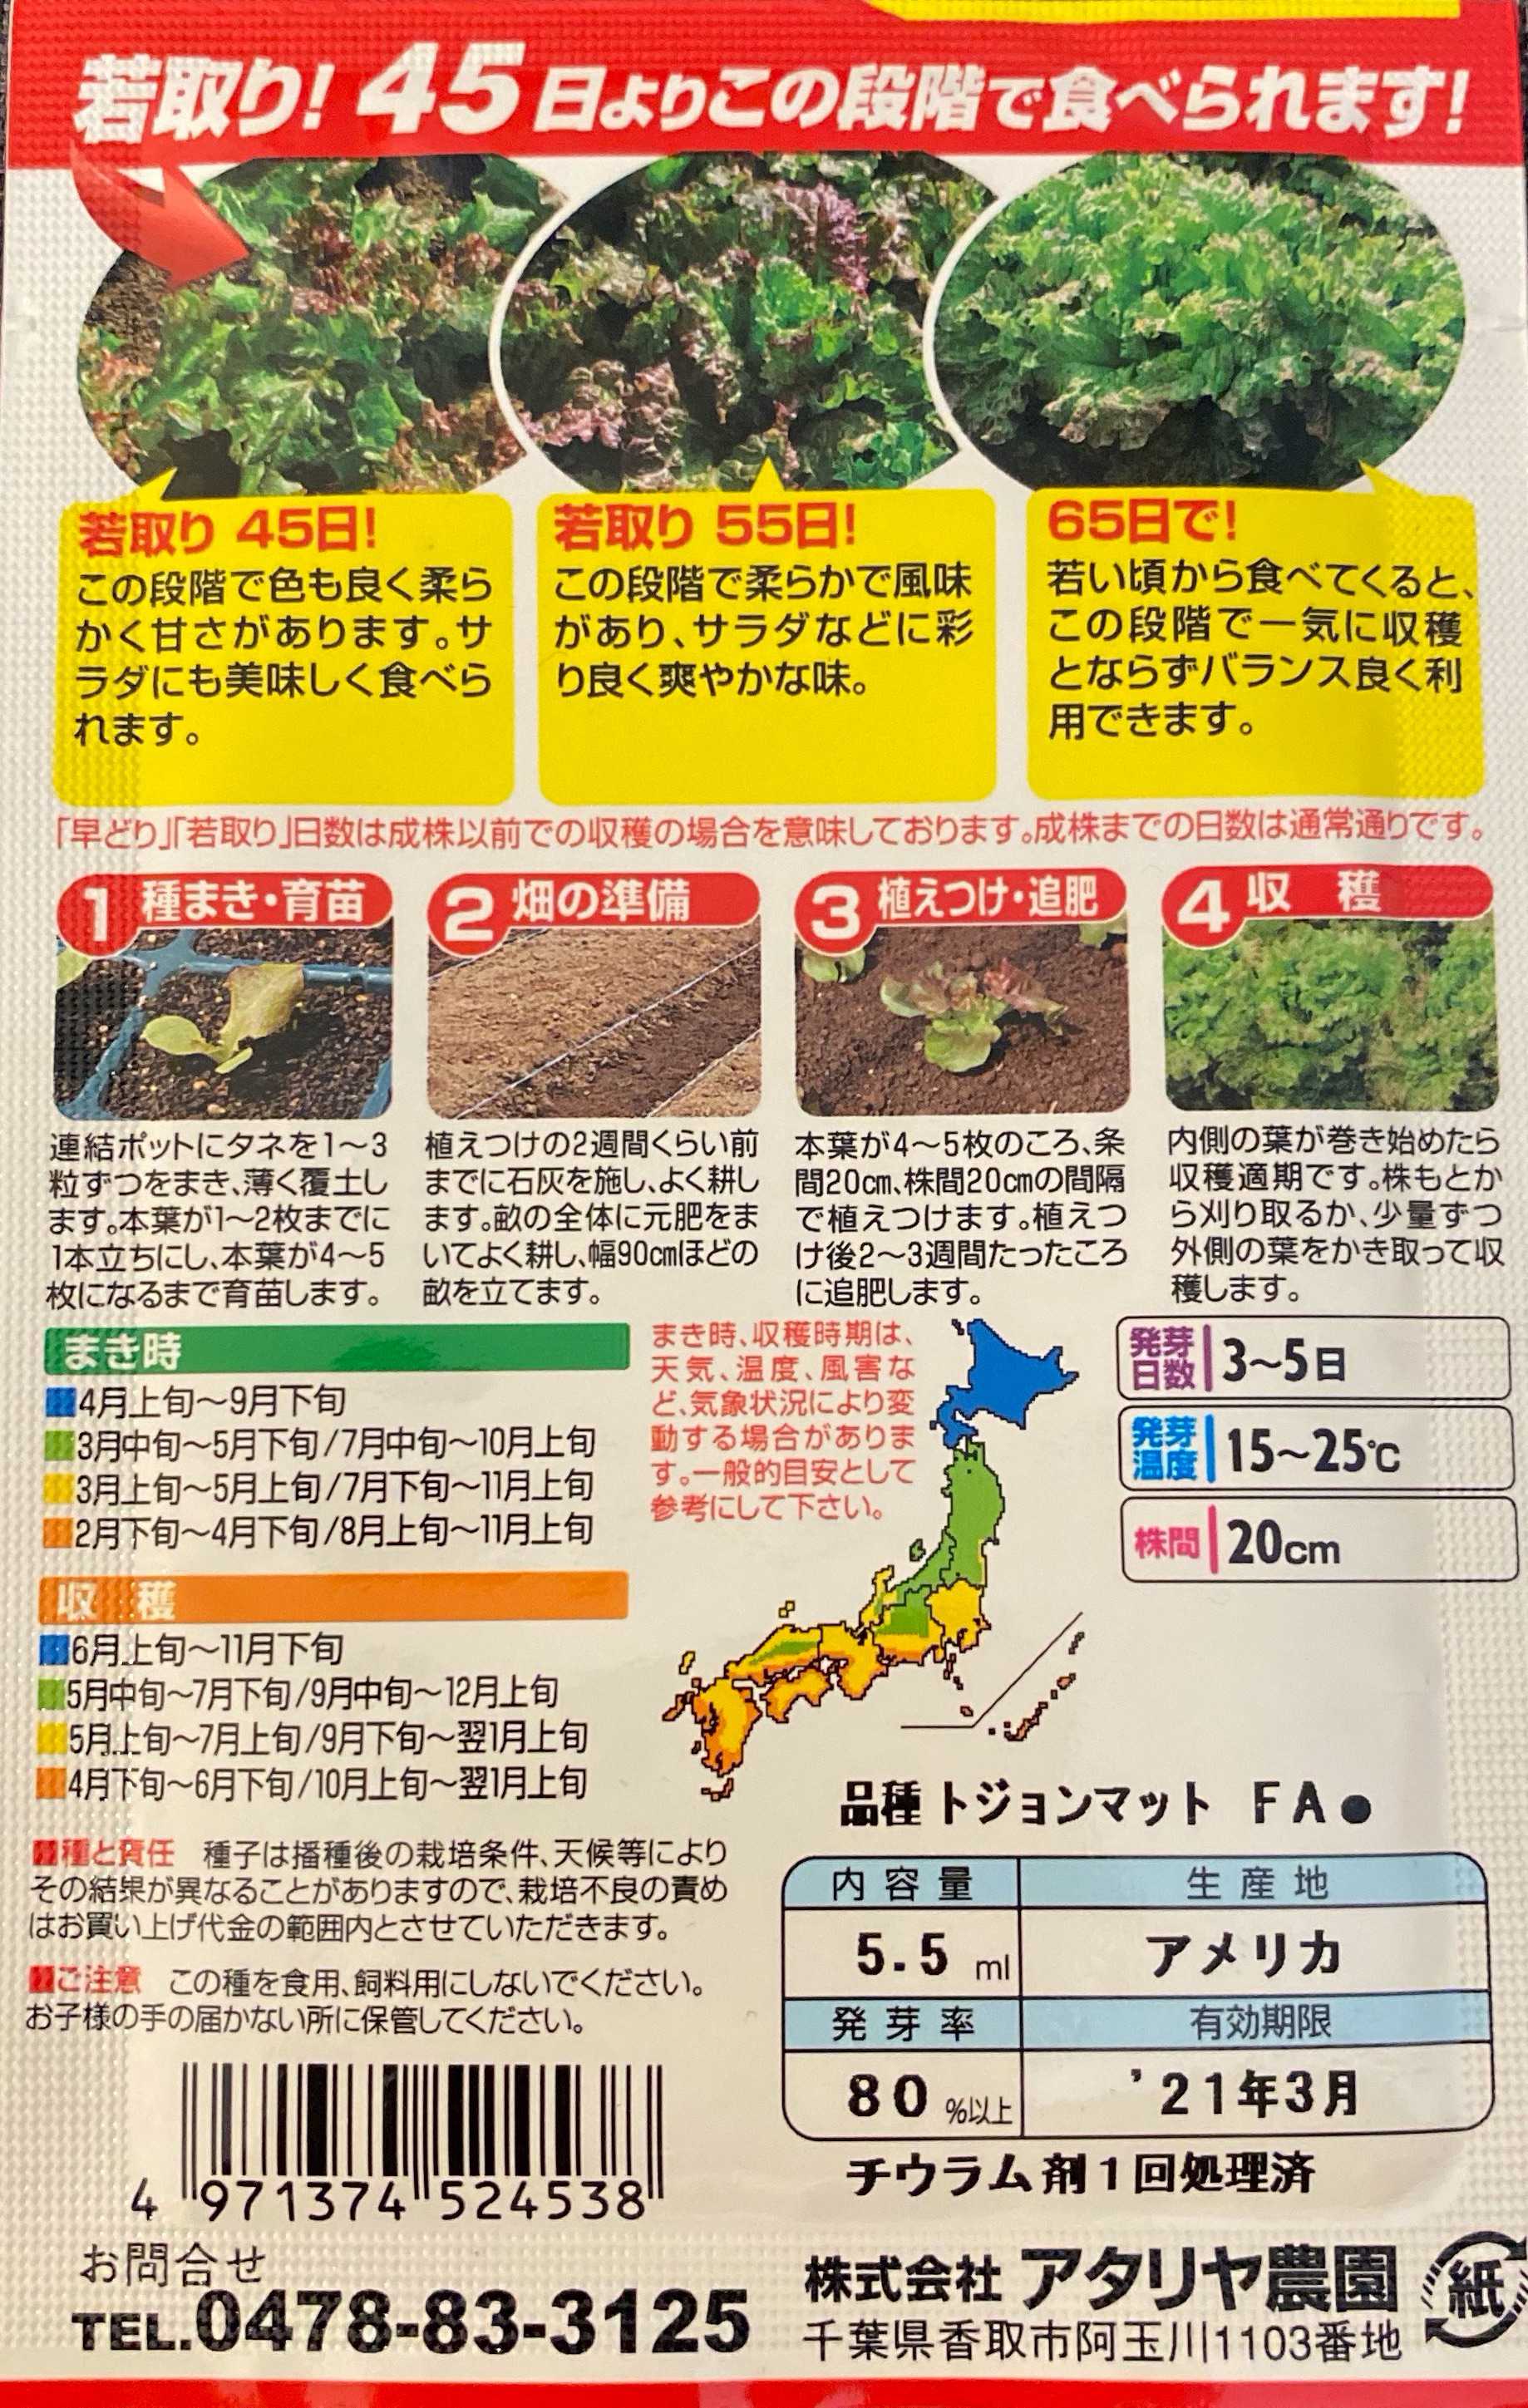 若取り!45日よりこの段階で食べられます!
若取り 45日!
この段階で色も良く柔ら
かく甘さがあります。サ
ラダにも美味しく食べら
れます。
若取り 55日!
この段階で柔らかで風味
があり、サラダなどに彩
り良く爽やかな味。
65日で!
若い頃から食べてくると、
この段階で一気に収穫
とならずバランス良く利
用できます。
「早どり」「若取り」日数は成株以前での収穫の場合を意味しております。成株までの日数は通常通りです。
1 種まき・育苗
連結ポットにタネを1〜3
粒ずつをまき、薄く覆土し
ます。本葉が1〜2枚までに
1本立ちにし、本葉が4〜5
枚になるまで育苗します。
2 畑の準備
植えつけの2週間くらい前
までに石灰を施し、よく耕し
ます。畝の全体に元肥をま
いてよく耕し、幅90cmほどの
畝を立てます。
3 植えつけ・追肥
本葉が4〜5枚のころ、条
間20cm、株間20cmの間隔
で植えつけます。植えつ
け後2〜3週間たったころ
に追肥します。
4 収 穫
内側の葉が巻き始めたら
収穫適期です。株もとか
ら刈り取るか、少量ずつ
外側の葉をかき取って収
穫します。
まき時
4月上旬〜9月下旬
3月中旬〜5月下旬/7月中旬〜10月上旬
3月上旬〜5月上旬/7月下旬〜11月上旬
2月下旬〜4月下旬/8月上旬〜11月上旬
収 穫
6月上旬〜11月下旬
5月中旬〜7月下旬/9月中旬〜12月上旬
5月上旬〜7月上旬/9月下旬〜翌1月上旬
4月下旬〜6月下旬/10月上旬〜翌1月上旬
まき時、収穫時期は、
天気、温度、風害な
ど、気象状況により変
動する場合がありま
す。一般的目安として
参考にして下さい。
発芽日数 3〜5日
発芽温度 15〜25℃
株間 20cm
品種 トジョンマット FA●
■種と責任 種子は播種後の栽培条件、天候等により
その結果が異なることがありますので、栽培不良の責め
はお買い上げ代金の範囲内とさせていただきます。
■ご注意 この種を食用、飼料用にしないでください。
お子様の手の届かない所に保管してください。
内容量 生産地
5.5 ml アメリカ
発芽率 有効期限
80 %以上 '21年3月
チウラム剤1回処理済
4 971374 524538
お問合せ
TEL.0478-83-3125
株式会社 アタリヤ農園
千葉県香取市阿玉川1103番地
紙